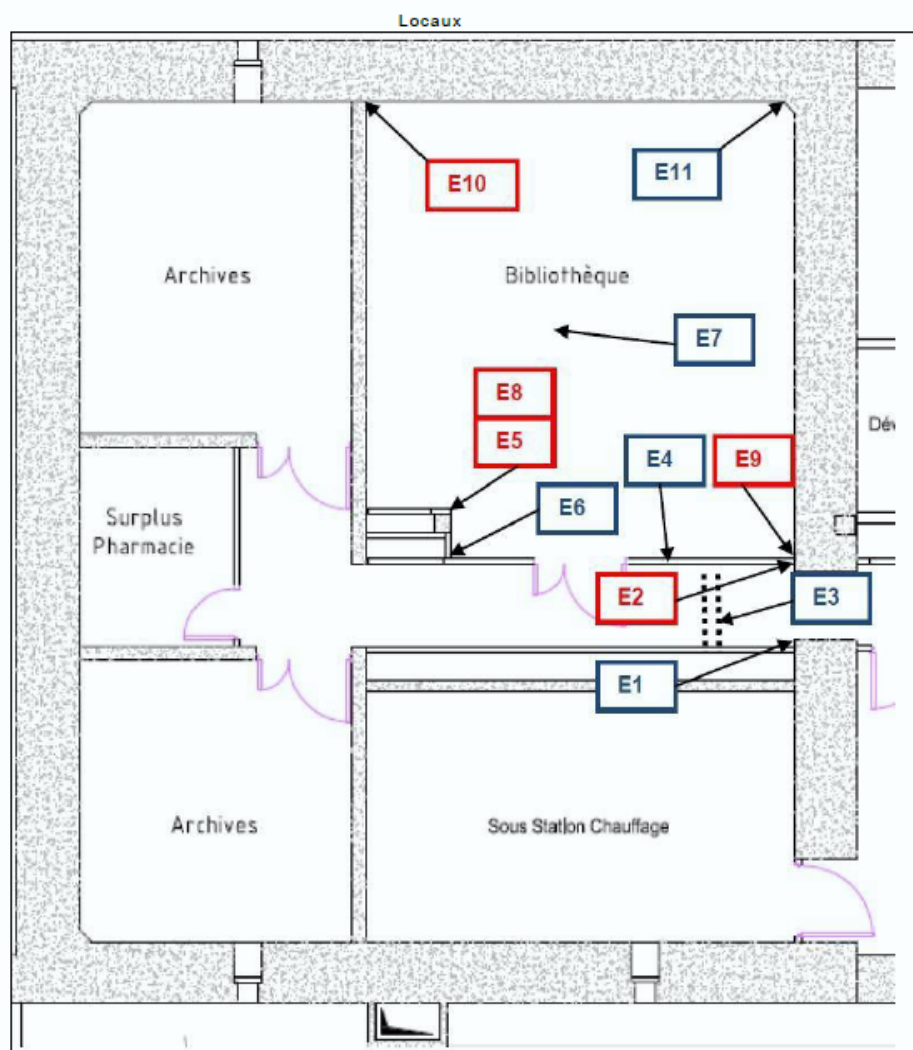 Locaux
E10
E11
Archives
Bibliothèque
E7
E8
E5
E4
E9
E6
Surplus
Pharmacie
E2
E3
E1
Archives
Sous Station Chauffage